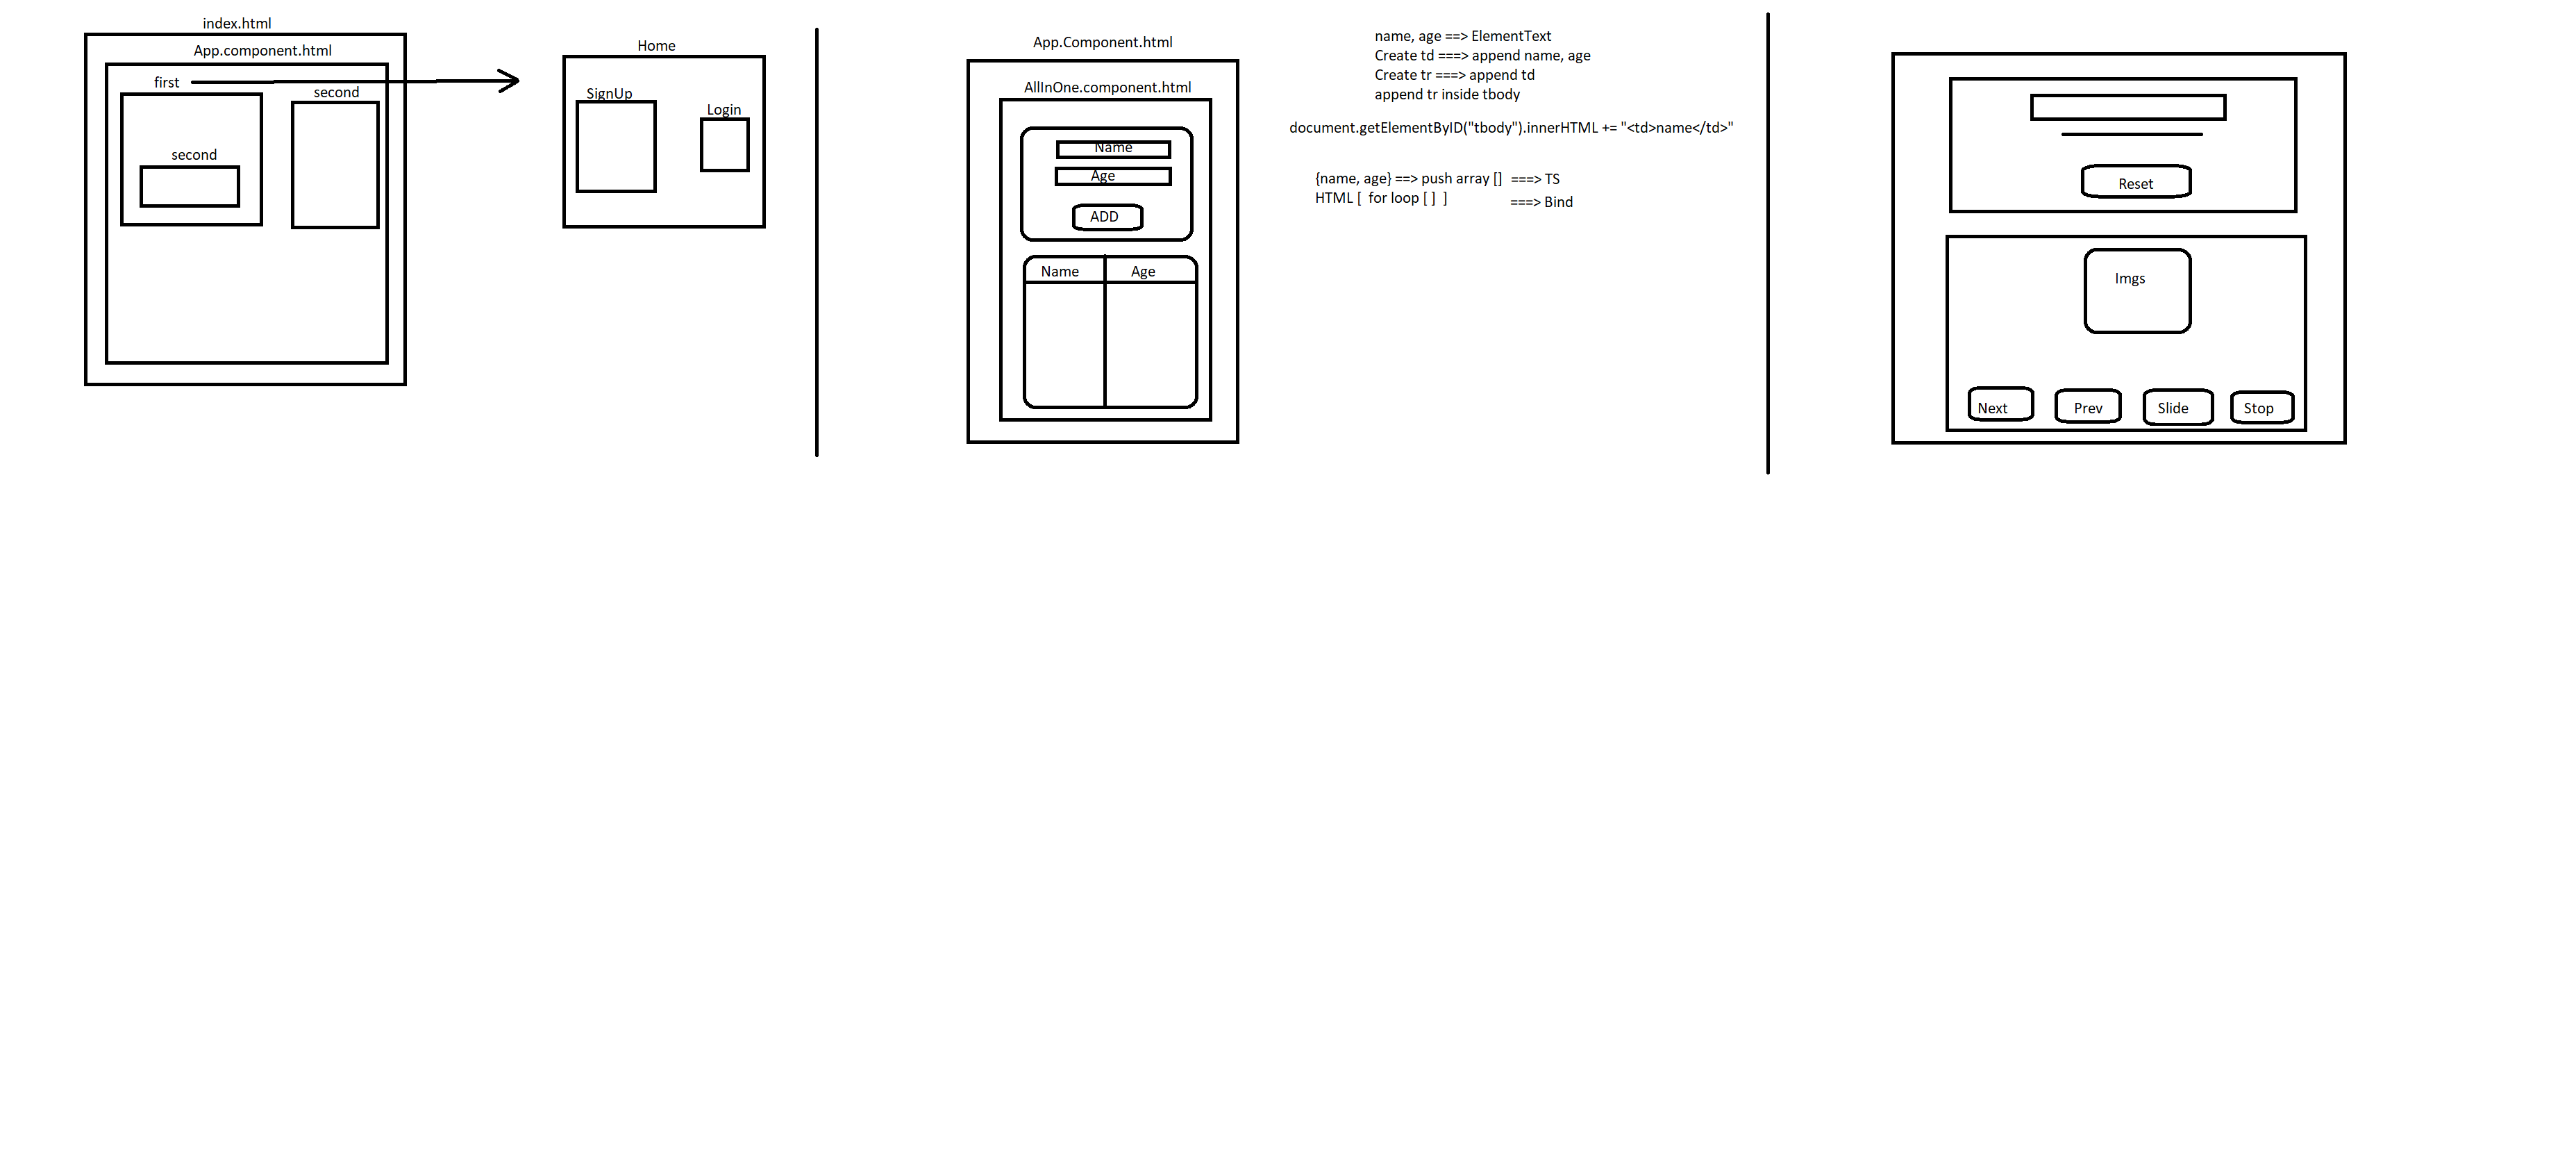 index.html
App.component.html
first
second
second
Home
SignUp
Login
App.Component.html
AllInOne.component.html
Name
Age
ADD
Name Age
name, age ==> ElementText
Create td ===> append name, age
Create tr ===> append td
append tr inside tbody
document.getElementByID("tbody").innerHTML += "<td>name</td>"
{name, age} ==> push array [] ===> TS
HTML [ for loop [ ] ] ===> Bind
Reset
Imgs
Next Prev Slide Stop